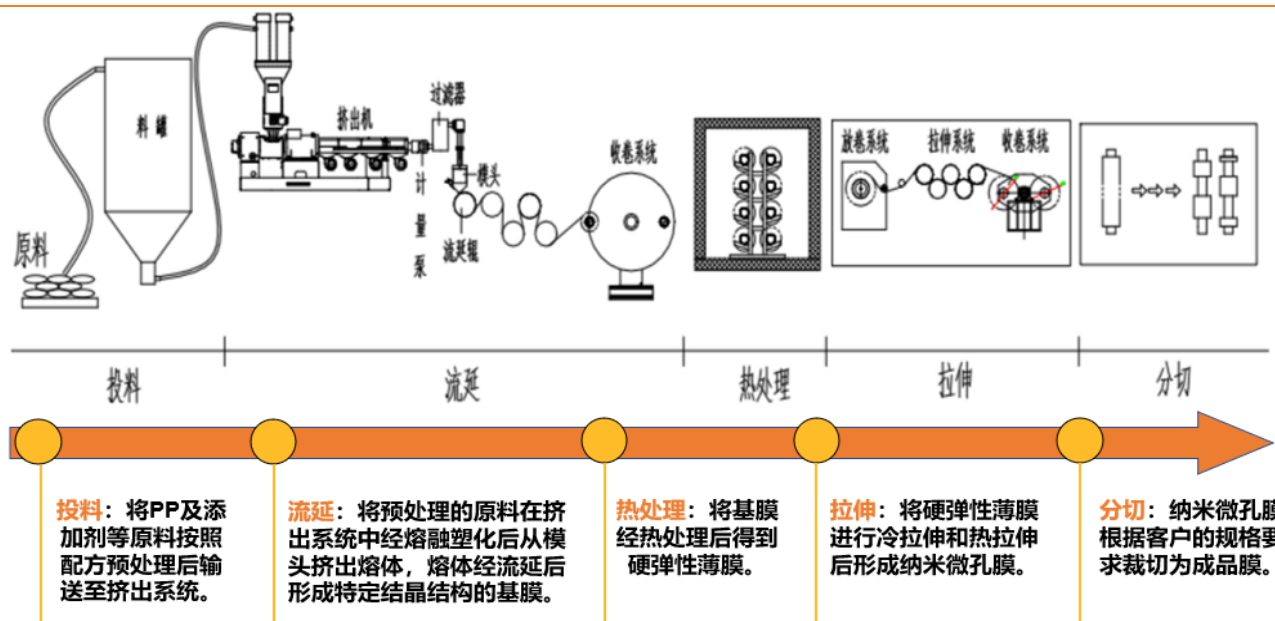 料罐
挤出机
过滤器
计量泵
模头
流延辊
收卷系统
放卷系统
拉伸系统
收卷系统
原料
投料
流延
热处理
拉伸
分切
投料：将PP及添
加剂等原料按照
配方预处理后输
送至挤出系统。
流延：将预处理的原料在挤
出系统中经熔融塑化后从模
头挤出熔体，熔体经流延后
形成特定结晶结构的基膜。
热处理：将基膜
经热处理后得到
硬弹性薄膜。
拉伸：将硬弹性薄膜
进行冷拉伸和热拉伸
后形成纳米微孔膜。
分切：纳米微孔膜
根据客户的规格要
求裁切为成品膜。